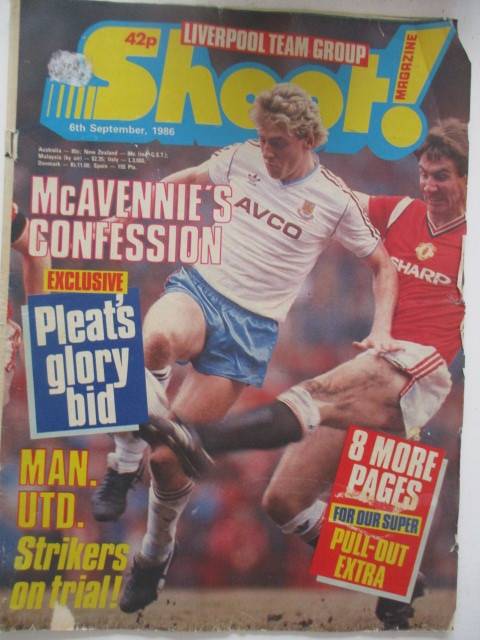 LIVERPOOL TEAM GROUP
42p
Shoot!
MAGAZINE
6th September, 1986
McAVENNIE'S
CONFESSION
AVCO
SHARP
EXCLUSIVE
Pleat's
glory
bid
MAN.
UTD.
Strikers
on trial!
8 MORE
PAGES
FOR OUR SUPER
PULL-OUT
EXTRA